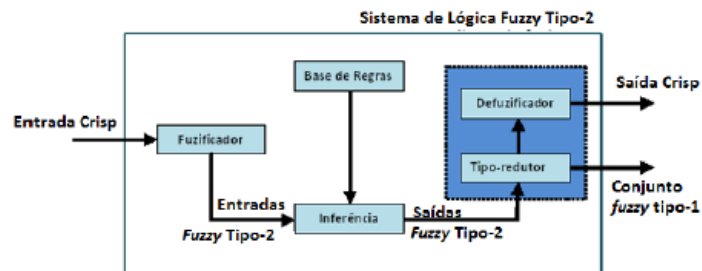 Sistema de Lógica Fuzzy Tipo-2
Base de Regras
Saída Crisp
Defuzificador
Entrada Crisp
Fuzificador
Tipo-redutor
Conjunto
fuzzy tipo-1
Entradas
Fuzzy Tipo-2
Inferência
Saídas
Fuzzy Tipo-2